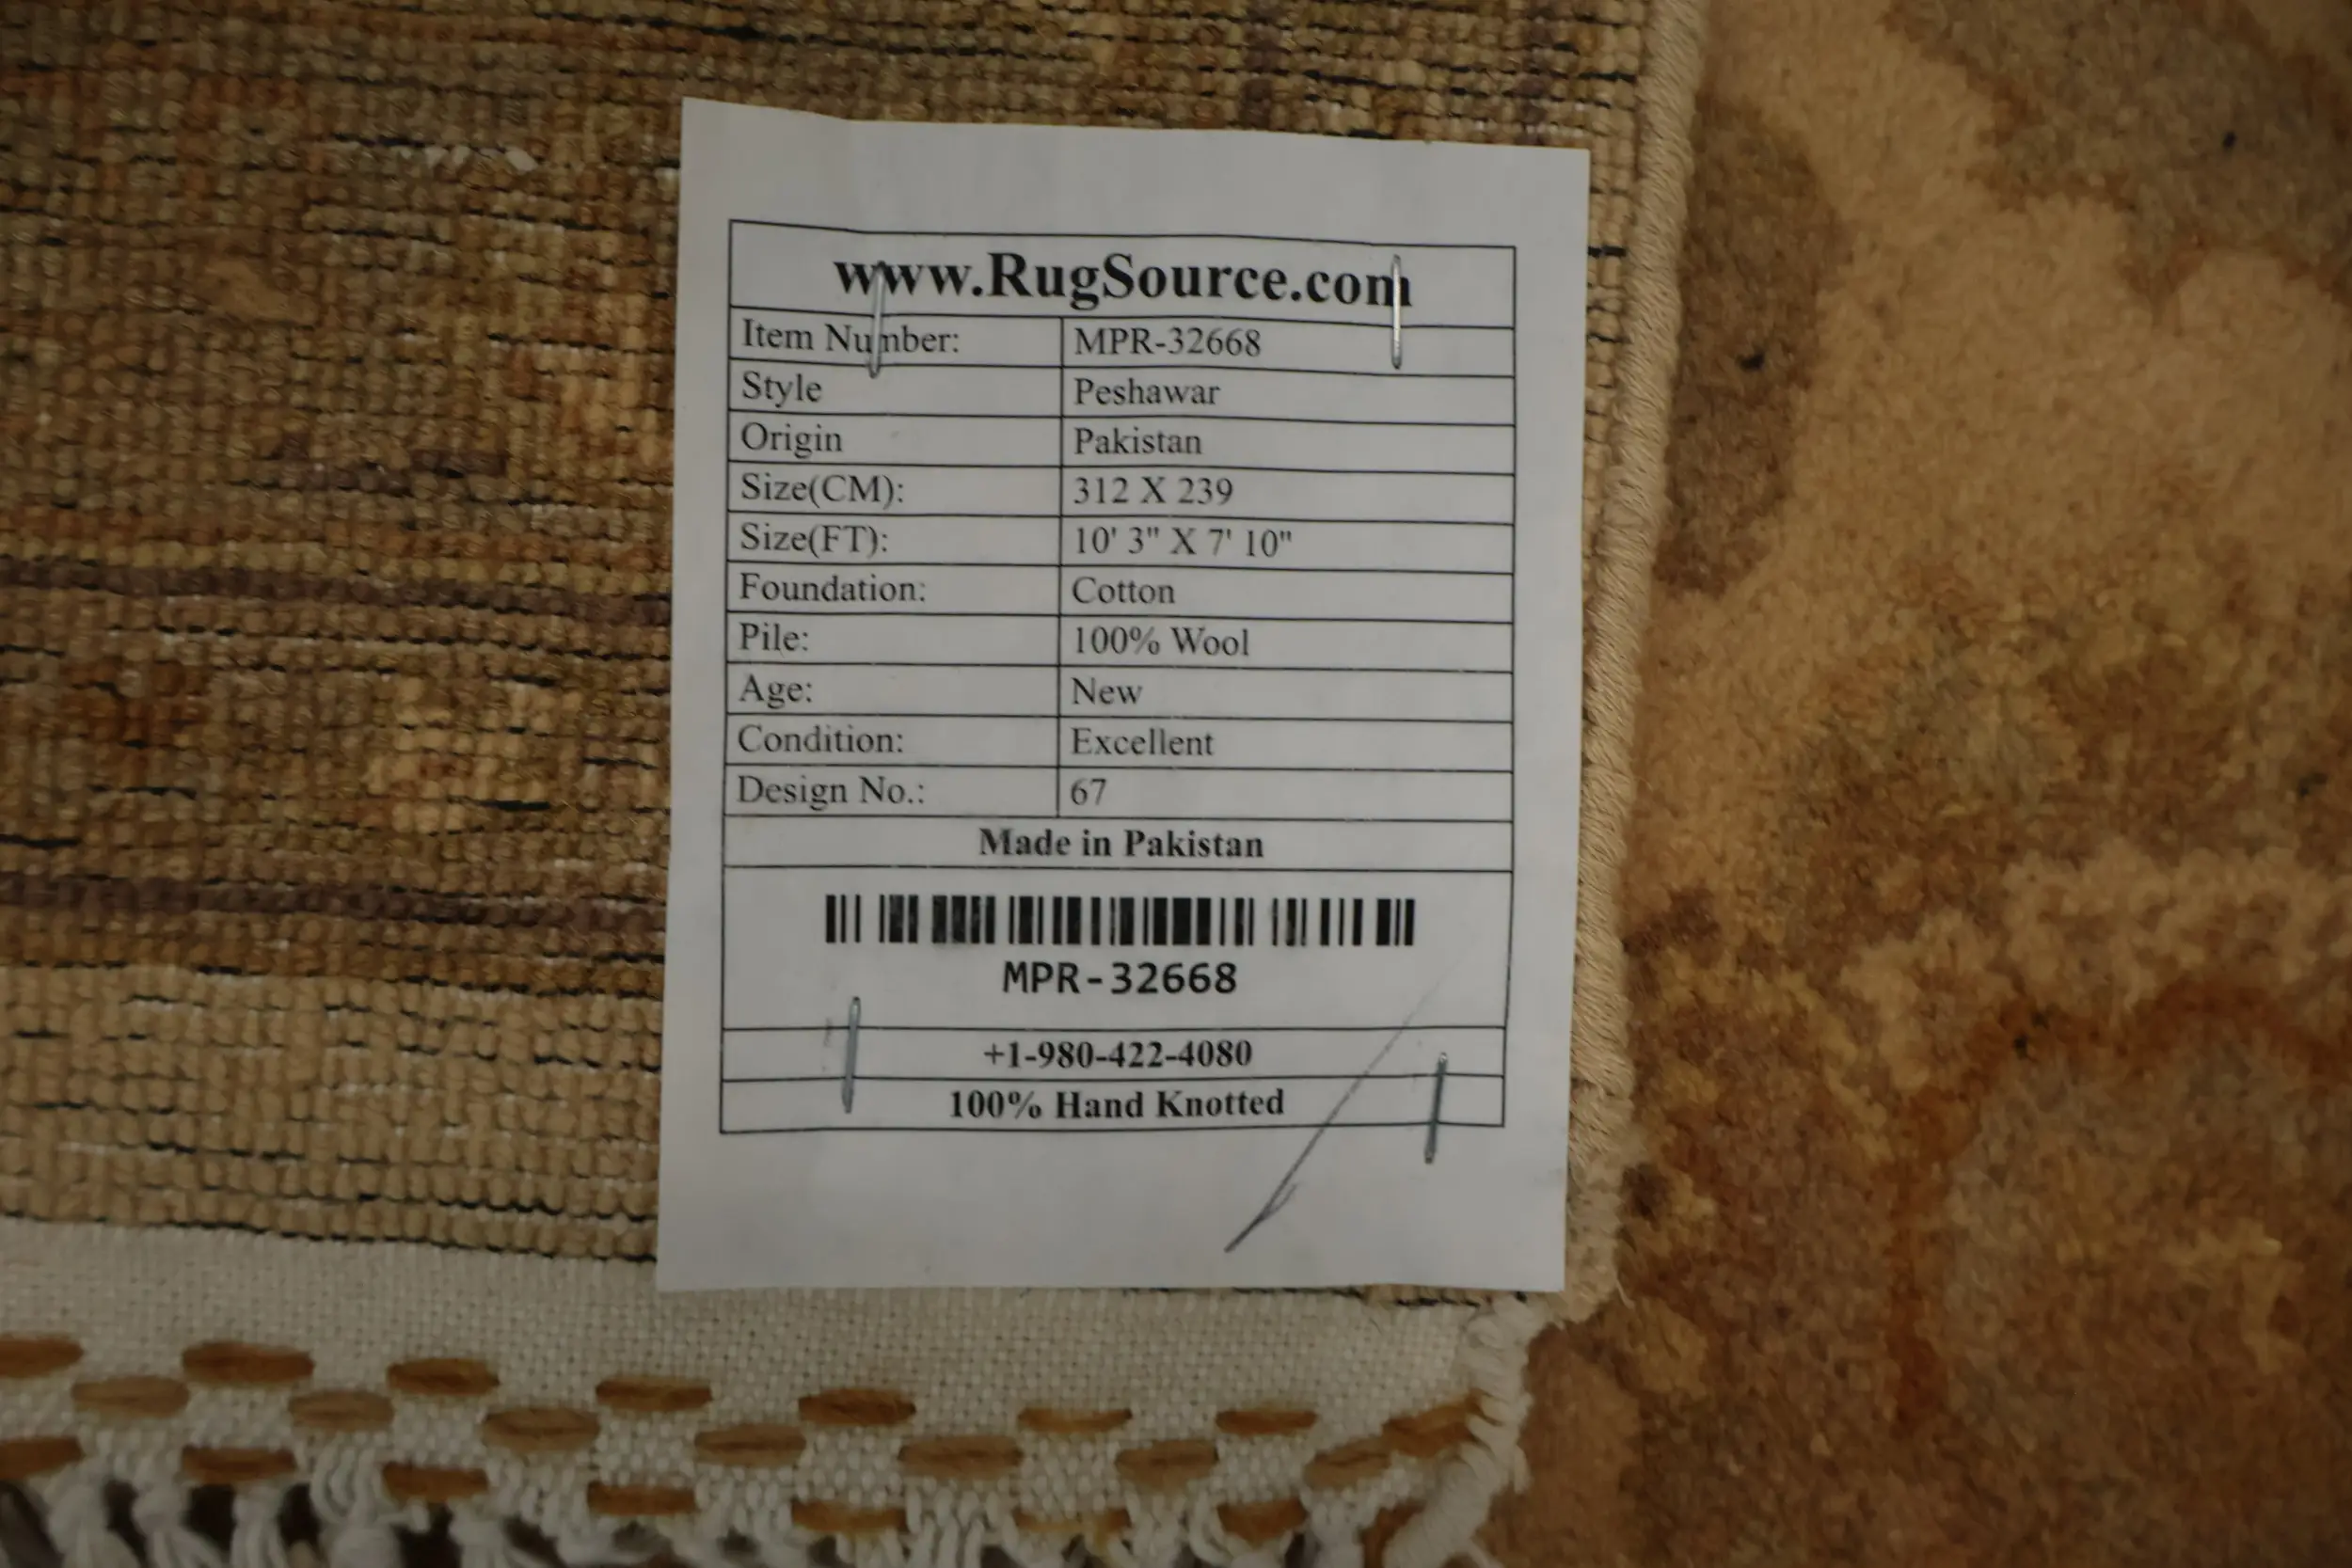 www.RugSource.com
Item Number: MPR-32668
Style Peshawar
Origin Pakistan
Size(CM): 312 X 239
Size(FT): 10' 3" X 7' 10"
Foundation: Cotton
Pile: 100% Wool
Age: New
Condition: Excellent
Design No.: 67
Made in Pakistan
MPR-32668
+1-980-422-4080
100% Hand Knotted